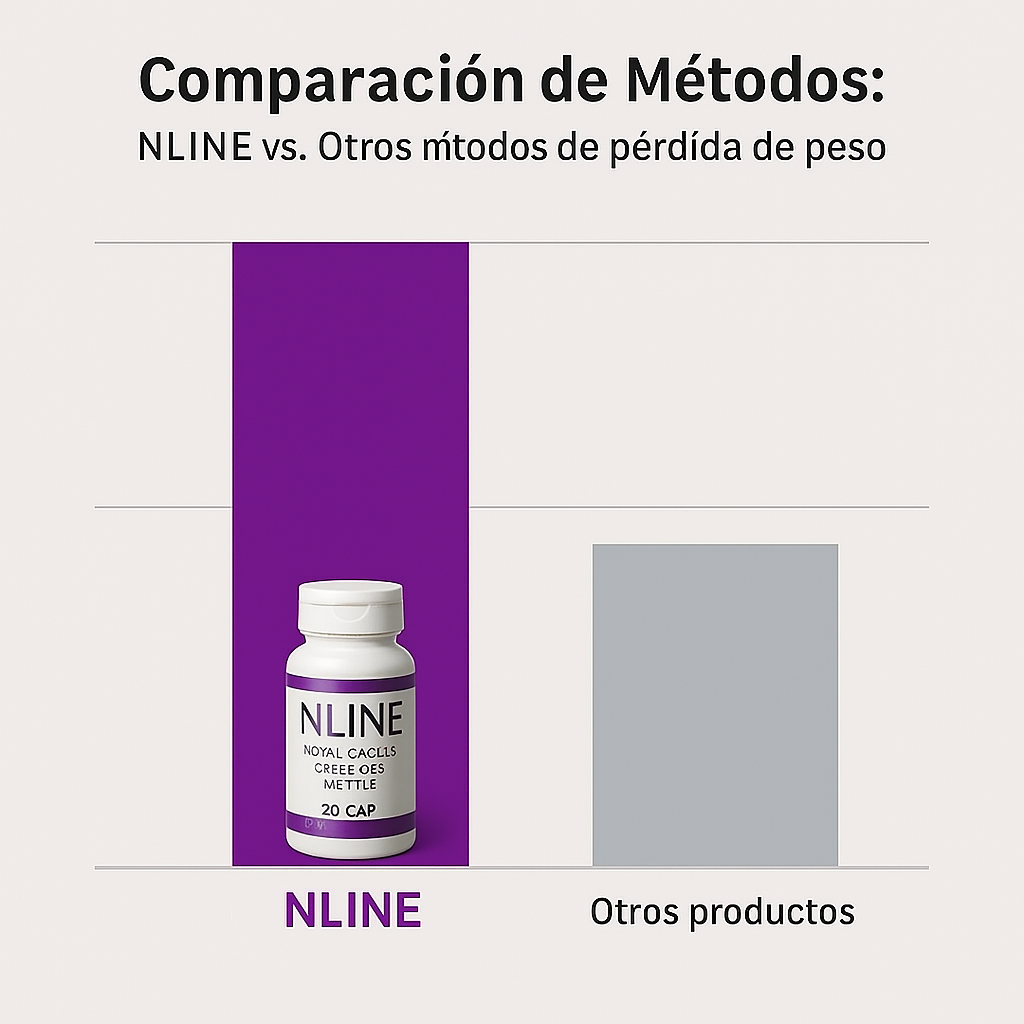 Comparación de Métodos:
NLINE vs. Otros ḿtodos de pérdída de peso
NLINE
NOYAL CACLLS
CREEE OES
METTLE
20 CAP
NLINE
Otros productos